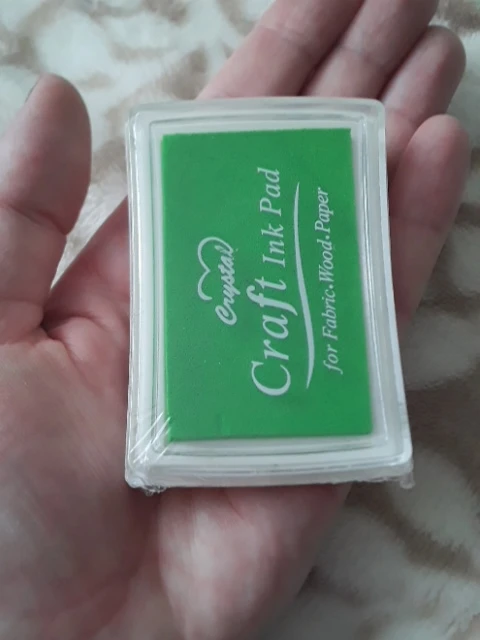 Crystal
Craft Ink Pad
for Fabric.Wood.Paper